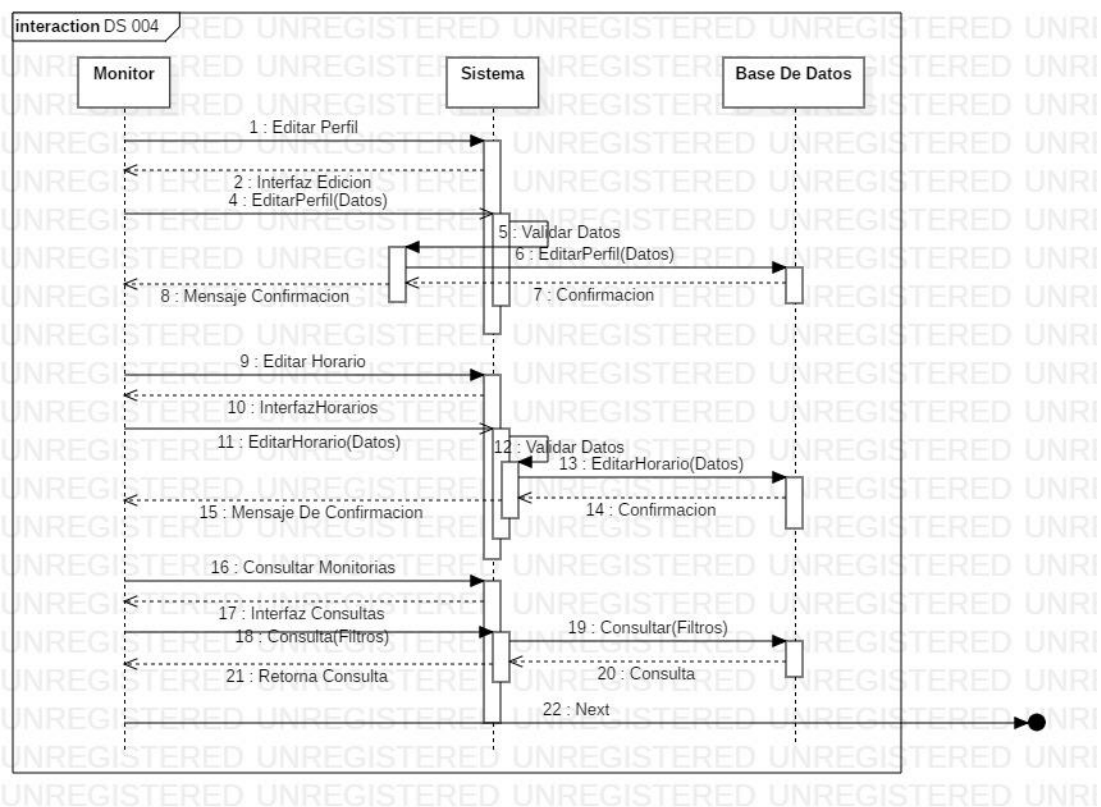 interaction DS 004
Monitor
Sistema
Base De Datos
1 : Editar Perfil
2 : Interfaz Edicion
4 : EditarPerfil(Datos)
5 : Validar Datos
6 : EditarPerfil(Datos)
7 : Confirmacion
8 : Mensaje Confirmacion
9 : Editar Horario
10 : InterfazHorarios
11 : EditarHorario(Datos)
12 : Validar Datos
13 : EditarHorario(Datos)
14 : Confirmacion
15 : Mensaje De Confirmacion
16 : Consultar Monitorias
17 : Interfaz Consultas
18 : Consulta(Filtros)
19 : Consultar(Filtros)
20 : Consulta
21 : Retorna Consulta
22 : Next
UNREGISTERED